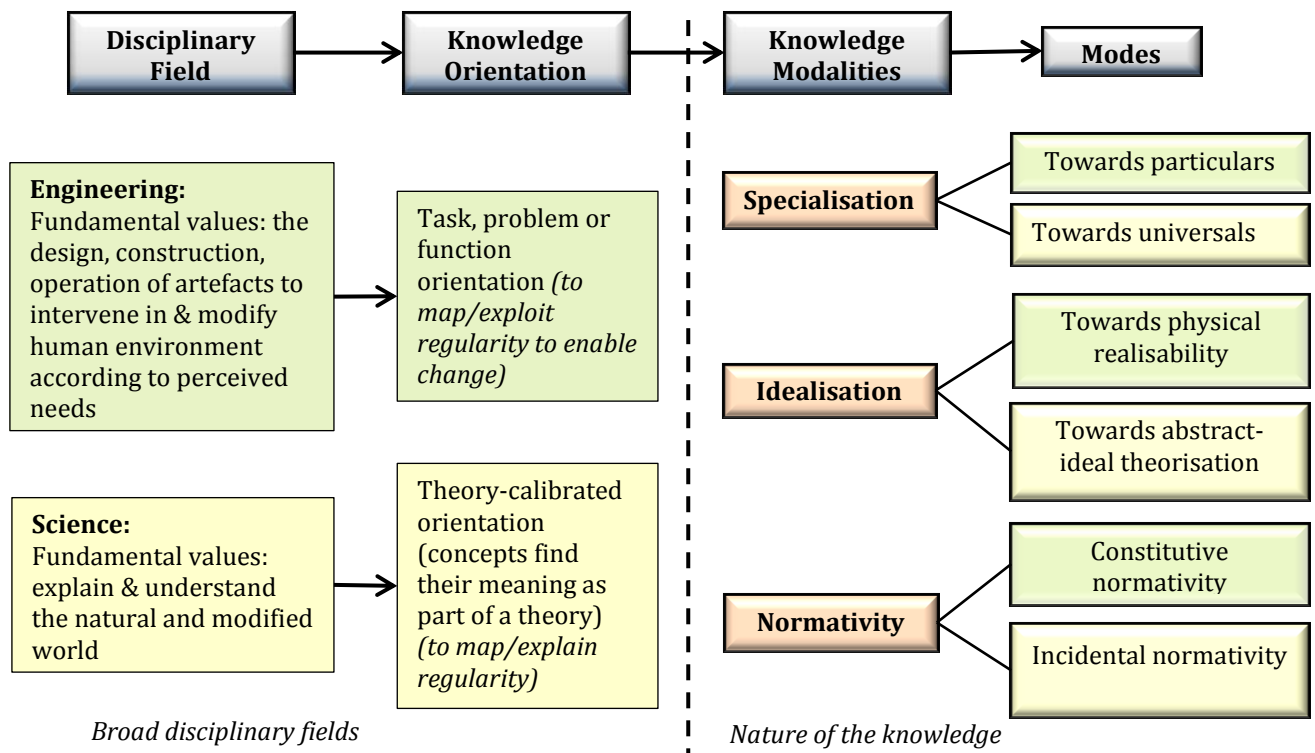 Disciplinary
Field
Knowledge
Orientation
Knowledge
Modalities
Modes
Engineering:
Fundamental values: the
design, construction,
operation of artefacts to
intervene in & modify
human environment
according to perceived
needs
Task, problem or
function
orientation (to
map/exploit
regularity to enable
change)
Science:
Fundamental values:
explain & understand
the natural and modified
world
Theory-calibrated
orientation
(concepts find
their meaning as
part of a theory)
(to map/explain
regularity)
Broad disciplinary fields
Specialisation
Towards particulars
Towards universals
Idealisation
Towards physical
realisability
Towards abstract-
ideal theorisation
Normativity
Constitutive
normativity
Incidental normativity
Nature of the knowledge